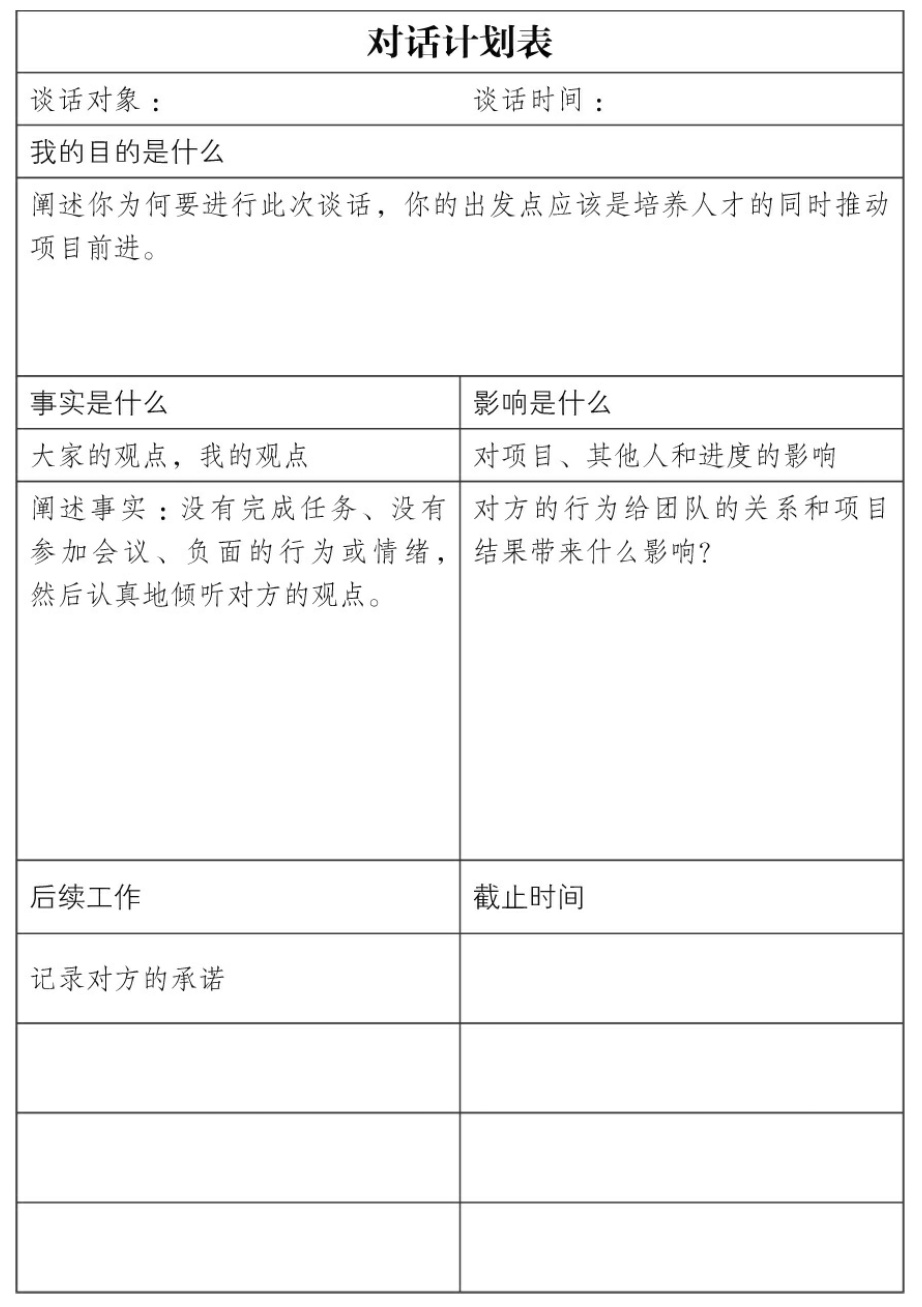 对话计划表
谈话对象：
谈话时间：
我的目的是什么
阐述你为何要进行此次谈话，你的出发点应该是培养人才的同时推动
项目前进。
事实是什么
影响是什么
大家的观点，我的观点
对项目、其他人和进度的影响
阐述事实：没有完成任务、没有
参加会议、负面的行为或情绪，
然后认真地倾听对方的观点。
对方的行为给团队的关系和项目
结果带来什么影响？
后续工作
截止时间
记录对方的承诺